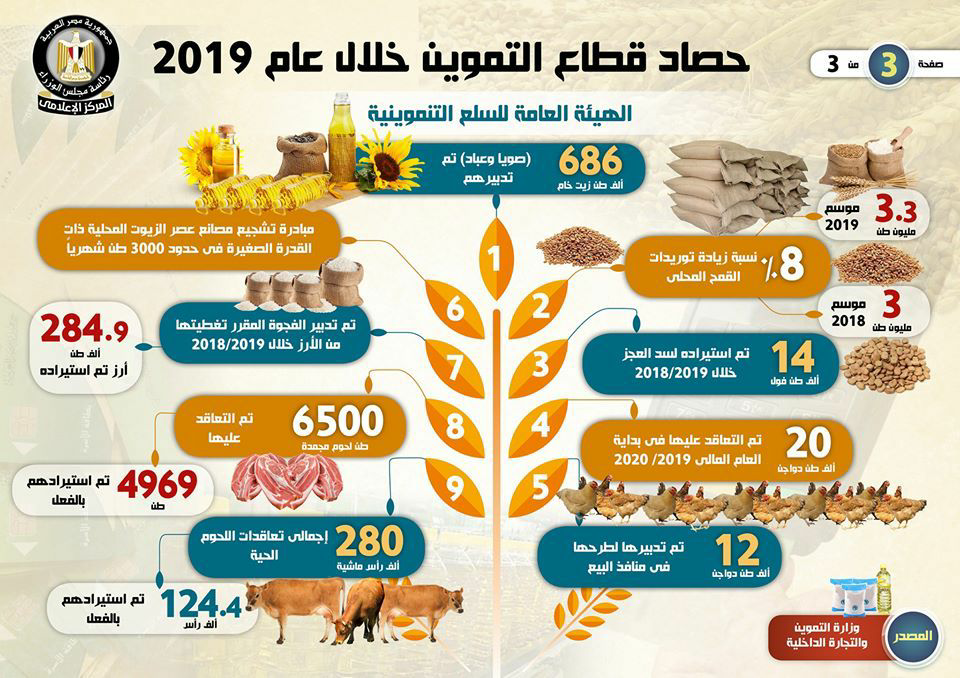 جمهورية مصر العربية
رئاسة مجلس الوزراء
المركز الإعلامى
حصاد قطاع التموين خلال عام 2019
صفحة 3 من 3
الهيئة العامة للسلع التنموينية
1
686
ألف طن زيت خام
(صويا وعباد) تم
تدبيرهم
2
8%
نسبة زيادة توريدات
القمح المحلى
3.3
مليون طن
موسم
2019
3
مليون طن
موسم
2018
3
14
ألف طن فول
تم استيراده لسد العجز
خلال 2018/2019
4
20
ألف طن دواجن
تم التعاقد عليها فى بداية
العام المالى 2019/ 2020
5
12
ألف طن دواجن
تم تدبيرها لطرحها
فى منافذ البيع
6
مبادرة تشجيع مصانع عصر الزيوت المحلية ذات
القدرة الصغيرة فى حدود 3000 طن شهرياً
7
تم تدبير الفجوة المقرر تغطيتها
من الأرز خلال 2018/2019
284.9
ألف طن
أرز تم استيراده
8
6500
طن لحوم مجمدة
تم التعاقد
عليها
4969
طن
تم استيرادهم
بالفعل
9
280
ألف رأس ماشية
إجمالى تعاقدات اللحوم
الحية
124.4
ألف رأس
تم استيرادهم
بالفعل
المصدر
وزارة التموين
والتجارة الداخلية